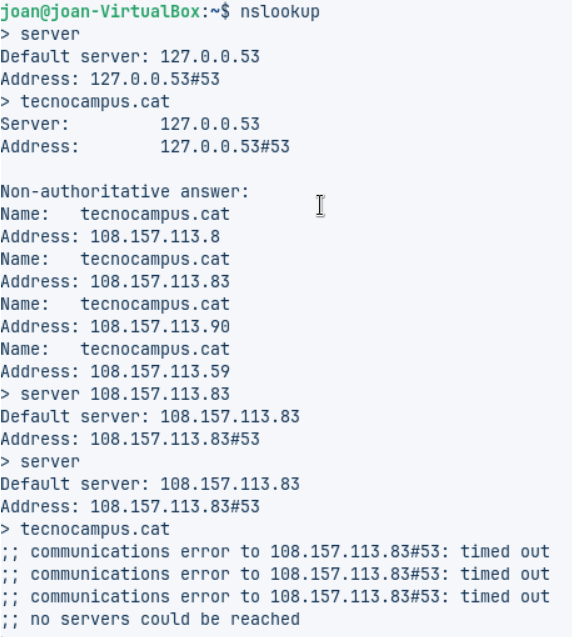 joan@joan-VirtualBox:~$ nslookup
> server
Default server: 127.0.0.53
Address: 127.0.0.53#53
> tecnocampus.cat
Server:         127.0.0.53
Address:        127.0.0.53#53

Non-authoritative answer:
Name:   tecnocampus.cat
Address: 108.157.113.8
Name:   tecnocampus.cat
Address: 108.157.113.83
Name:   tecnocampus.cat
Address: 108.157.113.90
Name:   tecnocampus.cat
Address: 108.157.113.59
> server 108.157.113.83
Default server: 108.157.113.83
Address: 108.157.113.83#53
> server
Default server: 108.157.113.83
Address: 108.157.113.83#53
> tecnocampus.cat
;; communications error to 108.157.113.83#53: timed out
;; communications error to 108.157.113.83#53: timed out
;; communications error to 108.157.113.83#53: timed out
;; no servers could be reached